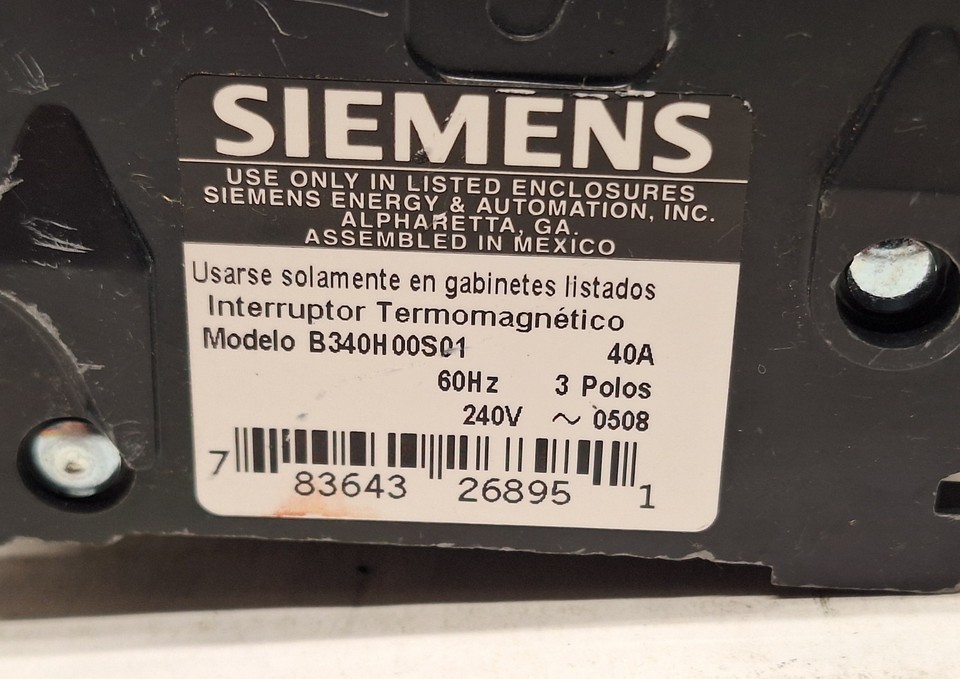 SIEMENS
USE ONLY IN LISTED ENCLOSURES
SIEMENS ENERGY & AUTOMATION, INC.
ALPHARETTA, GA.
ASSEMBLED IN MEXICO
Usarse solamente en gabinetes listados
Interruptor Termomagnético
Modelo B340H00S01 40A
60Hz 3 Polos
240V ~ 0508
7 83643 26895 1